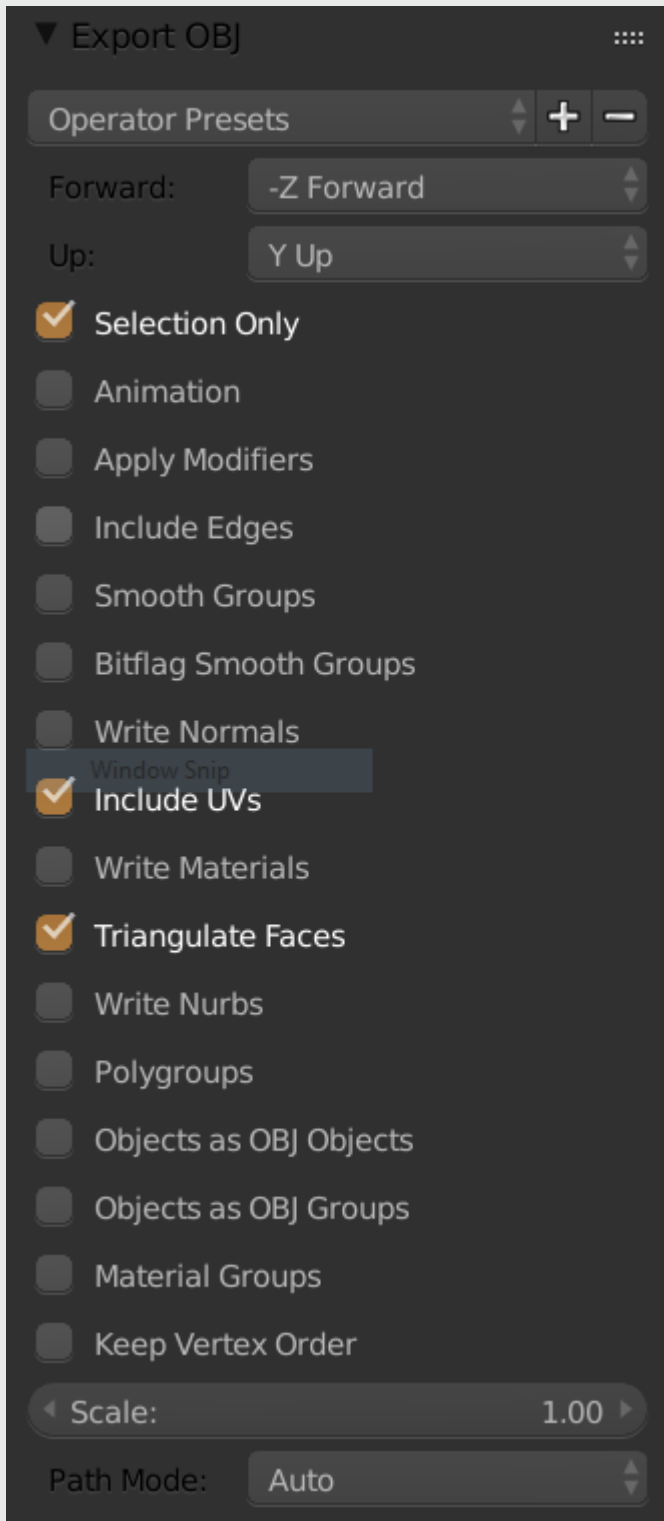 Export OBJ
Operator Presets
Forward: -Z Forward
Up: Y Up
Selection Only
Animation
Apply Modifiers
Include Edges
Smooth Groups
Bitflag Smooth Groups
Write Normals
Window Snip
Include UVs
Write Materials
Triangulate Faces
Write Nurbs
Polygroups
Objects as OBJ Objects
Objects as OBJ Groups
Material Groups
Keep Vertex Order
Scale: 1.00
Path Mode: Auto